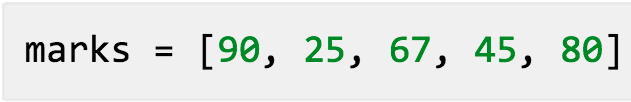 marks = [90, 25, 67, 45, 80]